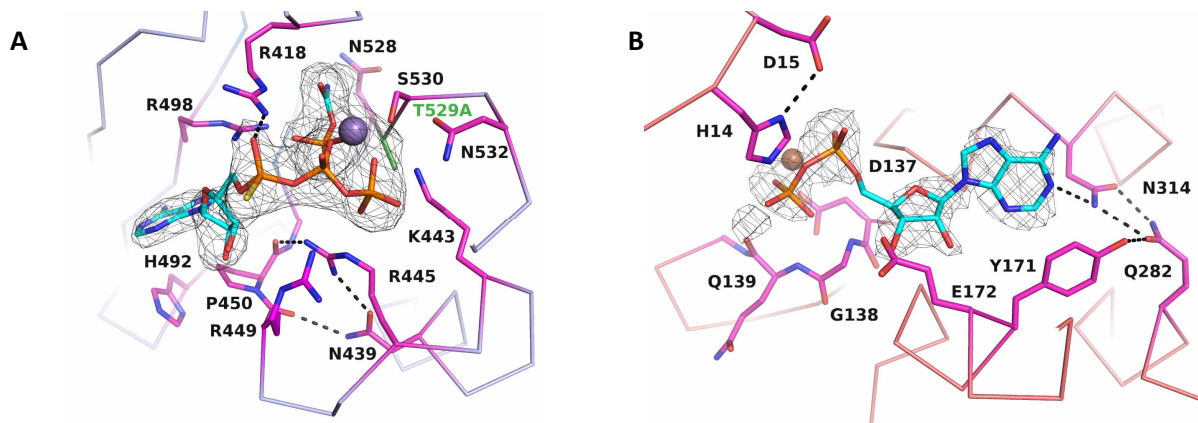 A
R418
N528
S530
T529A
R498
N532
K443
H492
R445
P450
R449
N439
B
D15
H14
D137
N314
Y171
Q139
Q282
E172
G138